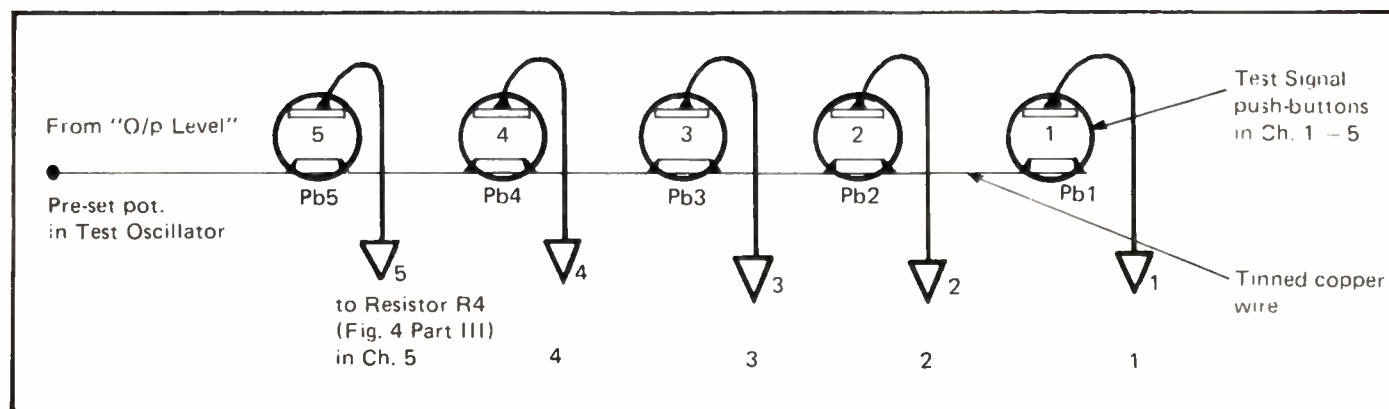 From "O/p Level"
Pre-set pot.
in Test Oscillator
5
4
3
2
1
Pb5
Pb4
Pb3
Pb2
Pb1
Test Signal
push-buttons
in Ch. 1 – 5
Tinned copper
wire
5
4
3
2
1
to Resistor R4
(Fig. 4 Part III)
in Ch. 5
4
3
2
1